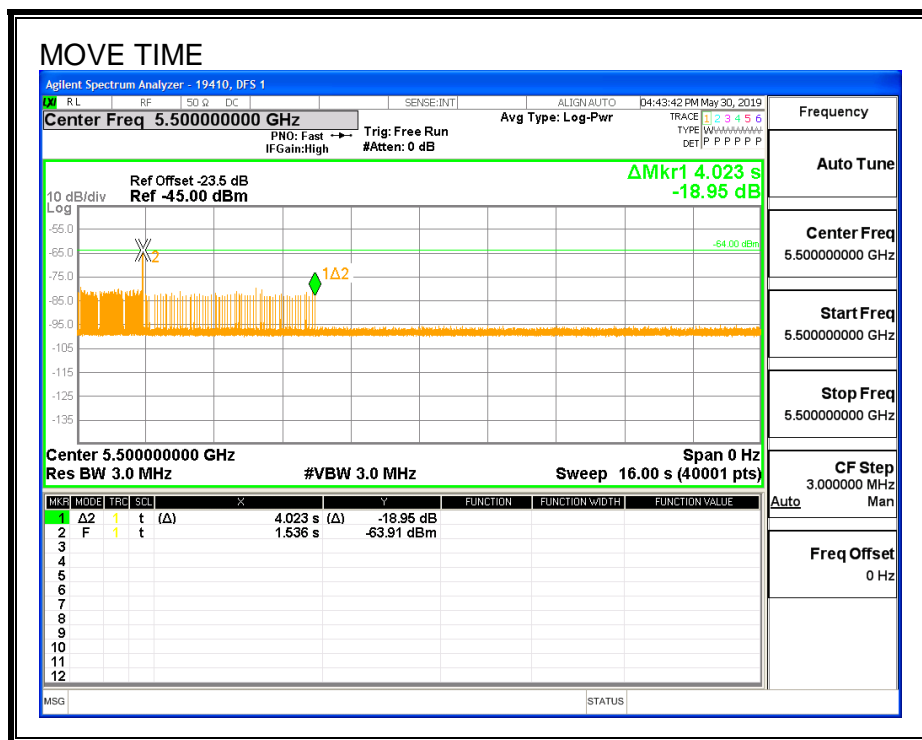 MOVE TIME
Agilent Spectrum Analyzer - 19410, DFS 1
LXI RL RF 50 Ω DC SENSE:INT ALIGN AUTO 04:43:42 PM May 30, 2019
Center Freq 5.500000000 GHz
PNO: Fast
IFGain:High
Trig: Free Run
#Atten: 0 dB
Avg Type: Log-Pwr
TRACE 1 2 3 4 5 6
TYPE W
DET P P P P P P
ΔMkr1 4.023 s
-18.95 dB
Ref Offset -23.5 dB
10 dB/div Ref -45.00 dBm
Log
-55.0
-64.00 dBm
-65.0
2
-75.0
1Δ2
-85.0
-95.0
-105
-115
-125
-135
Center 5.500000000 GHz Span 0 Hz
Res BW 3.0 MHz #VBW 3.0 MHz Sweep 16.00 s (40001 pts)
MKR MODE TRC SCL X Y FUNCTION FUNCTION WIDTH FUNCTION VALUE
1 Δ2 1 t (Δ) 4.023 s (Δ) -18.95 dB
2 F 1 t 1.536 s -63.91 dBm
3
4
5
6
7
8
9
10
11
12
MSG STATUS
Frequency
Auto Tune
Center Freq
5.500000000 GHz
Start Freq
5.500000000 GHz
Stop Freq
5.500000000 GHz
CF Step
3.000000 MHz
Auto Man
Freq Offset
0 Hz